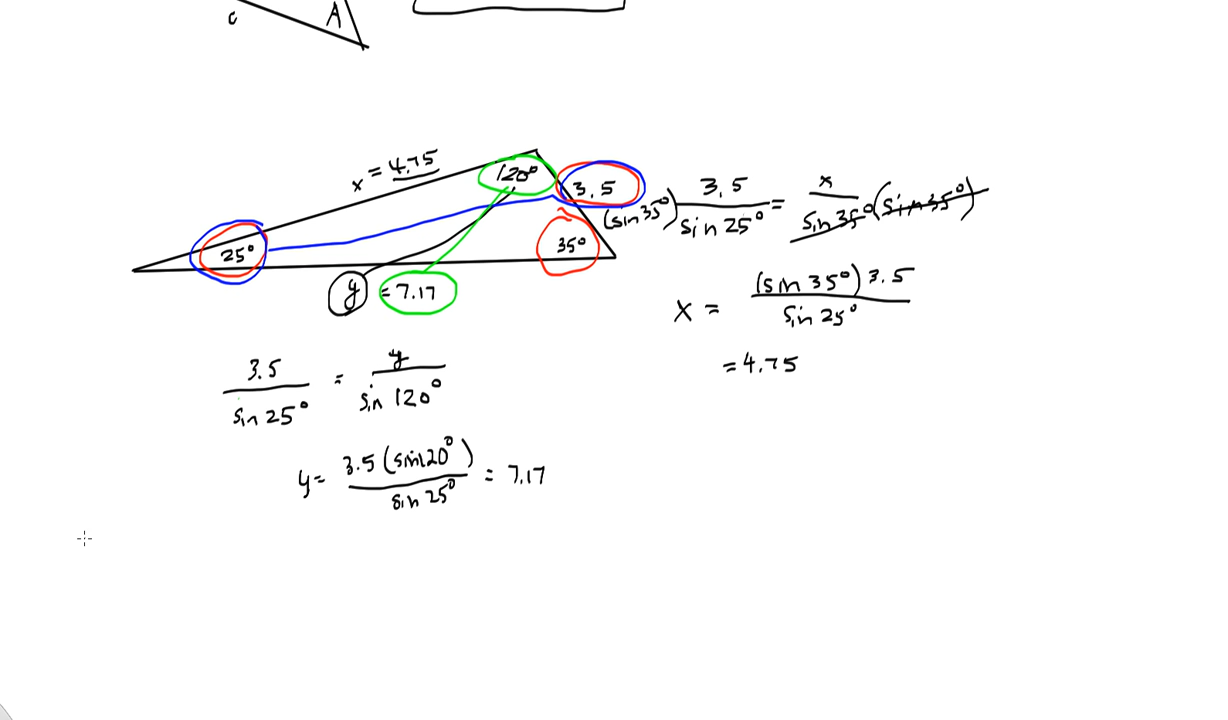 c A
x = 4.75
120°
3.5
25°
35°
y = 7.17
(sin 35°) 3.5 / sin 25° = x / sin 35° (sin 35°)
x = (sin 35°) 3.5 / sin 25°
= 4.75
3.5 / sin 25° = y / sin 120°
y = 3.5 (sin 120°) / sin 25° = 7.17